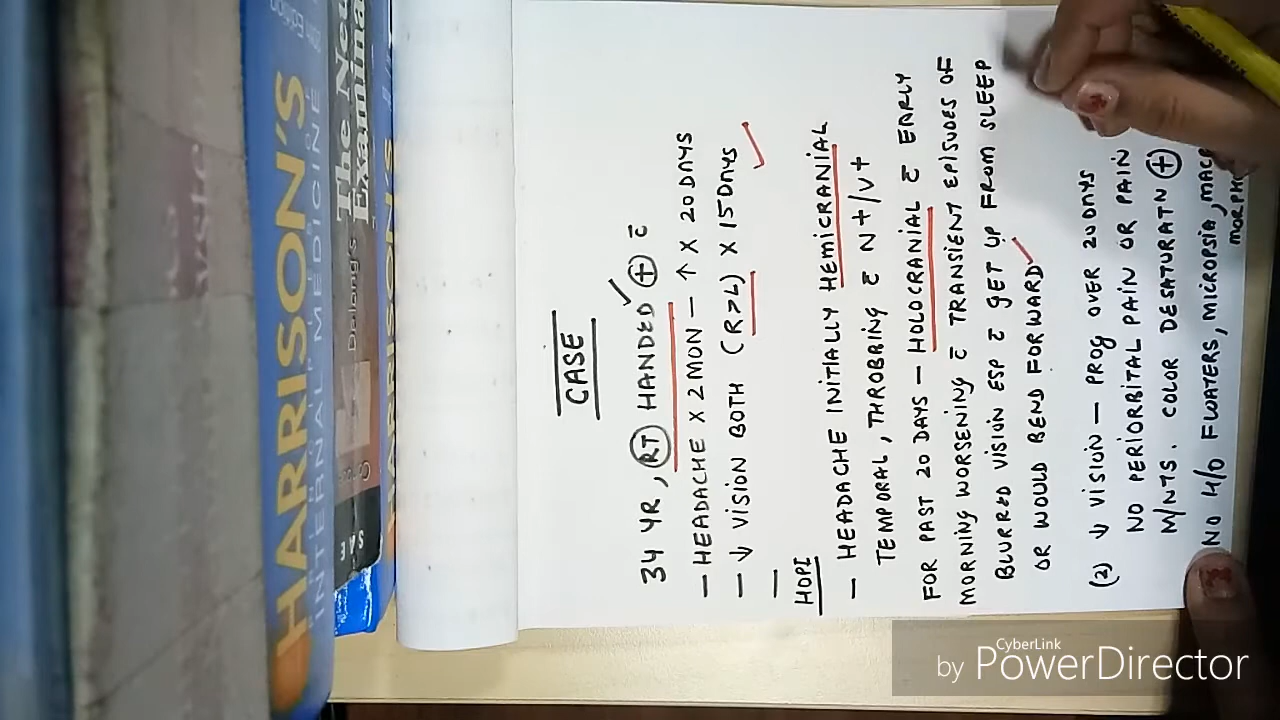 CASE
34 YR, RT HANDED + c̄
— HEADACHE X 2 MON — ↑ X 20 DAYS
— ↓ VISION BOTH (R>L) X 15 DAYS
—
HOPI
— HEADACHE INITIALLY HEMICRANIAL
TEMPORAL, THROBBING c̄ N+/V+
FOR PAST 20 DAYS — HOLOCRANIAL c̄ EARLY
MORNING WORSENING c̄ TRANSIENT EPISODES OF
BLURRED VISION ESP c̄ GET UP FROM SLEEP
OR WOULD BEND FORWARD
(2) ↓ VISION — PROG OVER 20 DAYS
NO PERIORBITAL PAIN OR PAIN
M/NTS. COLOR DESATURATN +
NO H/O FLOATERS, MICROPSIA,
HARRISON'S
INTERNAL MEDICINE
20th Edition
DeJong's
The
HARRISON'S
CyberLink
by PowerDirector